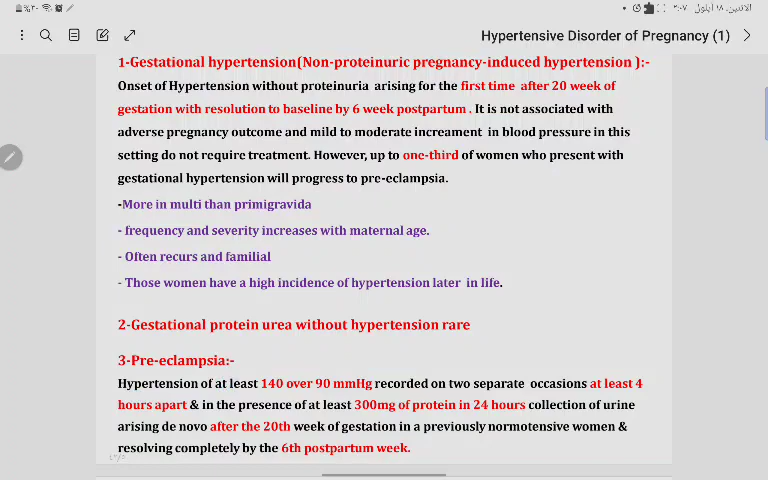 الاثنين، ١٨ أيلول ٢:٠٧
Hypertensive Disorder of Pregnancy (1)
1-Gestational hypertension(Non-proteinuric pregnancy-induced hypertension ):-
Onset of Hypertension without proteinuria arising for the first time after 20 week of
gestation with resolution to baseline by 6 week postpartum . It is not associated with
adverse pregnancy outcome and mild to moderate increament in blood pressure in this
setting do not require treatment. However, up to one-third of women who present with
gestational hypertension will progress to pre-eclampsia.
-More in multi than primigravida
- frequency and severity increases with maternal age.
- Often recurs and familial
- Those women have a high incidence of hypertension later in life.
2-Gestational protein urea without hypertension rare
3-Pre-eclampsia:-
Hypertension of at least 140 over 90 mmHg recorded on two separate occasions at least 4
hours apart & in the presence of at least 300mg of protein in 24 hours collection of urine
arising de novo after the 20th week of gestation in a previously normotensive women &
resolving completely by the 6th postpartum week.